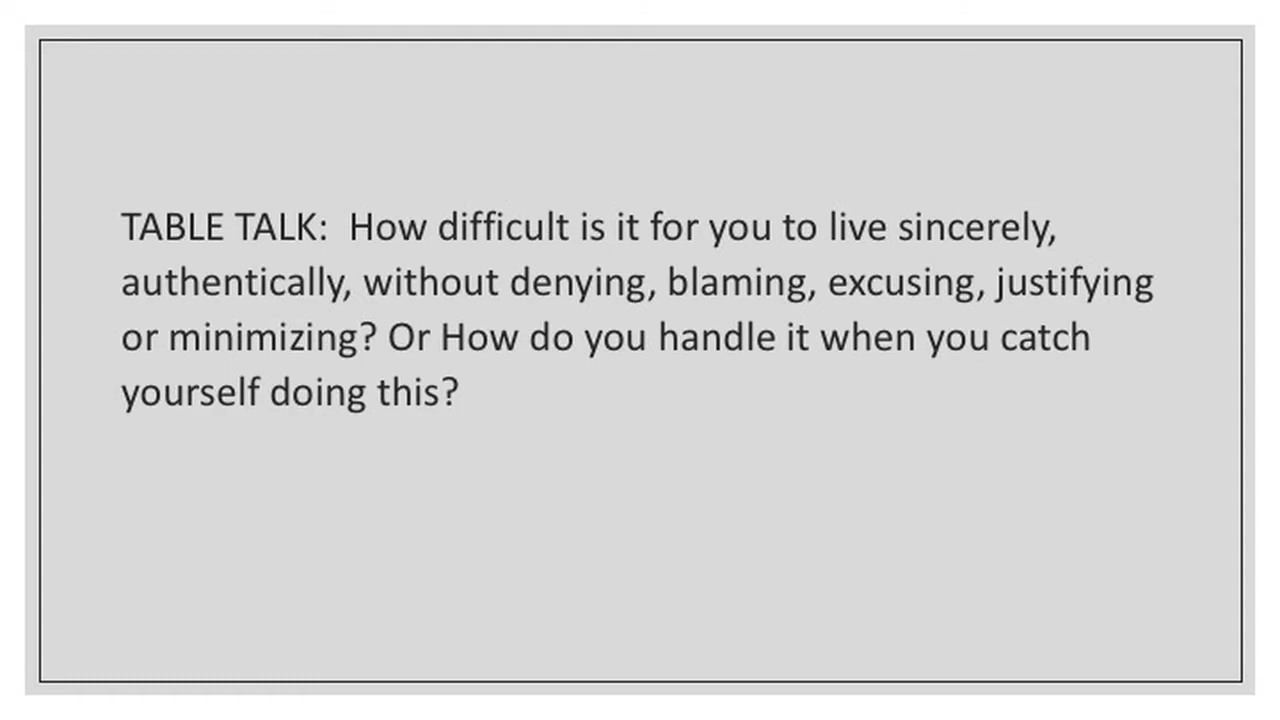 TABLE TALK:  How difficult is it for you to live sincerely,
authentically, without denying, blaming, excusing, justifying
or minimizing? Or How do you handle it when you catch
yourself doing this?